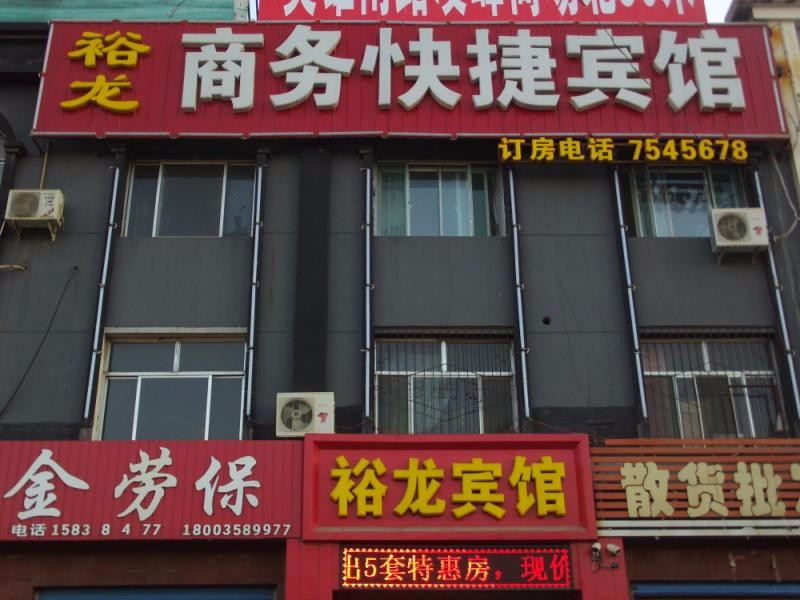 裕龙 商务快捷宾馆
订房电话 7545678
金劳保
电话 1583 8 4 77 18003589977
裕龙宾馆
散货批
出5套特惠房，现价